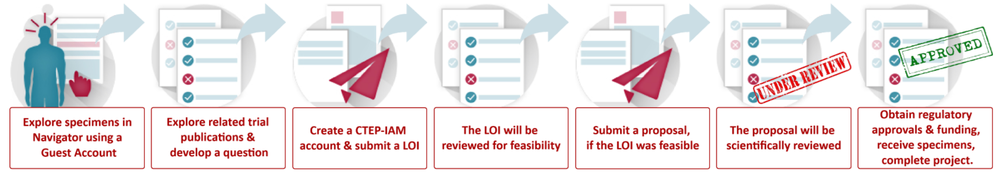 Explore specimens in
Navigator using a
Guest Account
Explore related trial
publications &
develop a question
Create a CTEP-IAM
account & submit a LOI
The LOI will be
reviewed for feasibility
Submit a proposal,
if the LOI was feasible
UNDER REVIEW
The proposal will be
scientifically reviewed
APPROVED
Obtain regulatory
approvals & funding,
receive specimens,
complete project.